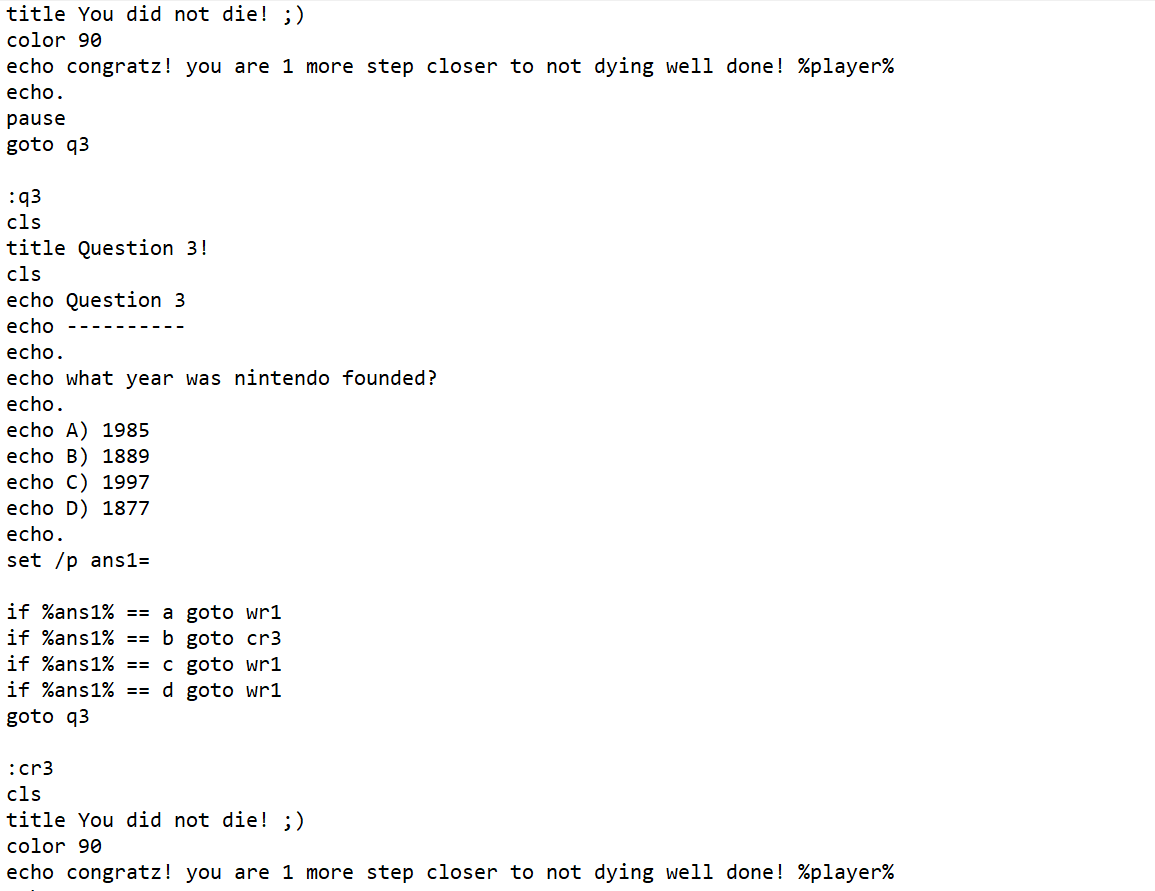 title You did not die! ;)
color 90
echo congratz! you are 1 more step closer to not dying well done! %player%
echo.
pause
goto q3

:q3
cls
title Question 3!
cls
echo Question 3
echo ----------
echo.
echo what year was nintendo founded?
echo.
echo A) 1985
echo B) 1889
echo C) 1997
echo D) 1877
echo.
set /p ans1=

if %ans1% == a goto wr1
if %ans1% == b goto cr3
if %ans1% == c goto wr1
if %ans1% == d goto wr1
goto q3

:cr3
cls
title You did not die! ;)
color 90
echo congratz! you are 1 more step closer to not dying well done! %player%